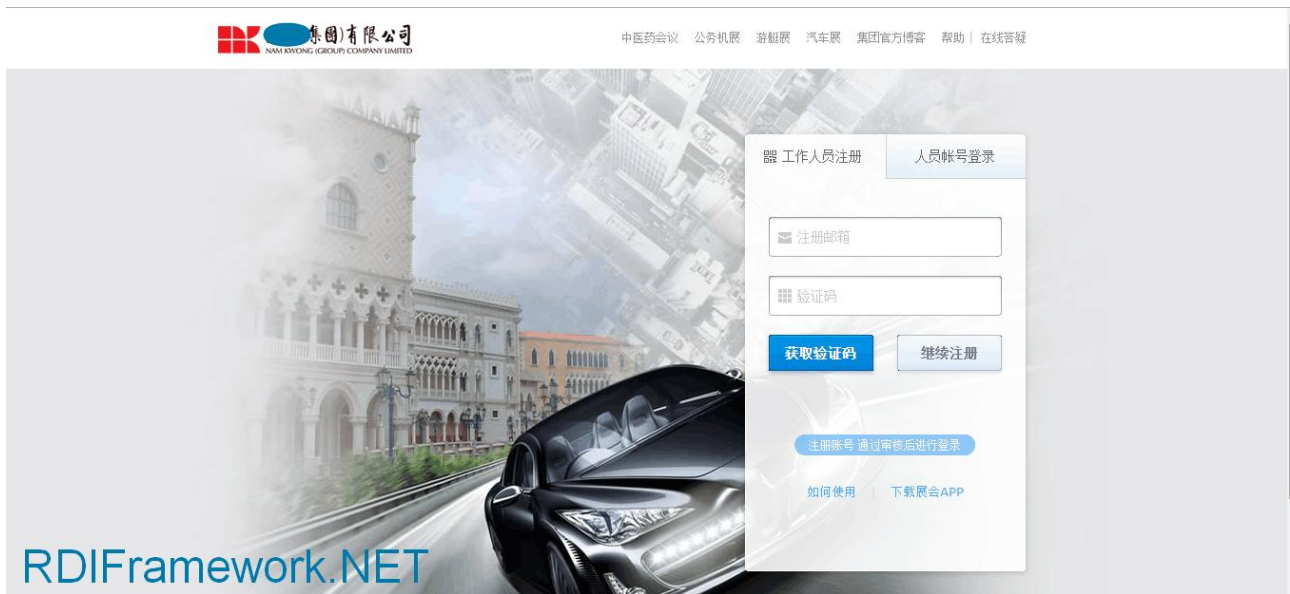 集團)有限公司
NAM KWONG (GROUP) COMPANY LIMITED
中医药会议 公务机展 游艇展 汽车展 集团官方博客 帮助 | 在线答疑
工作人员注册 人员帐号登录
注册邮箱
验证码
获取验证码 继续注册
注册账号 通过审核后进行登录
如何使用 | 下载展会APP
RDIFramework.NET